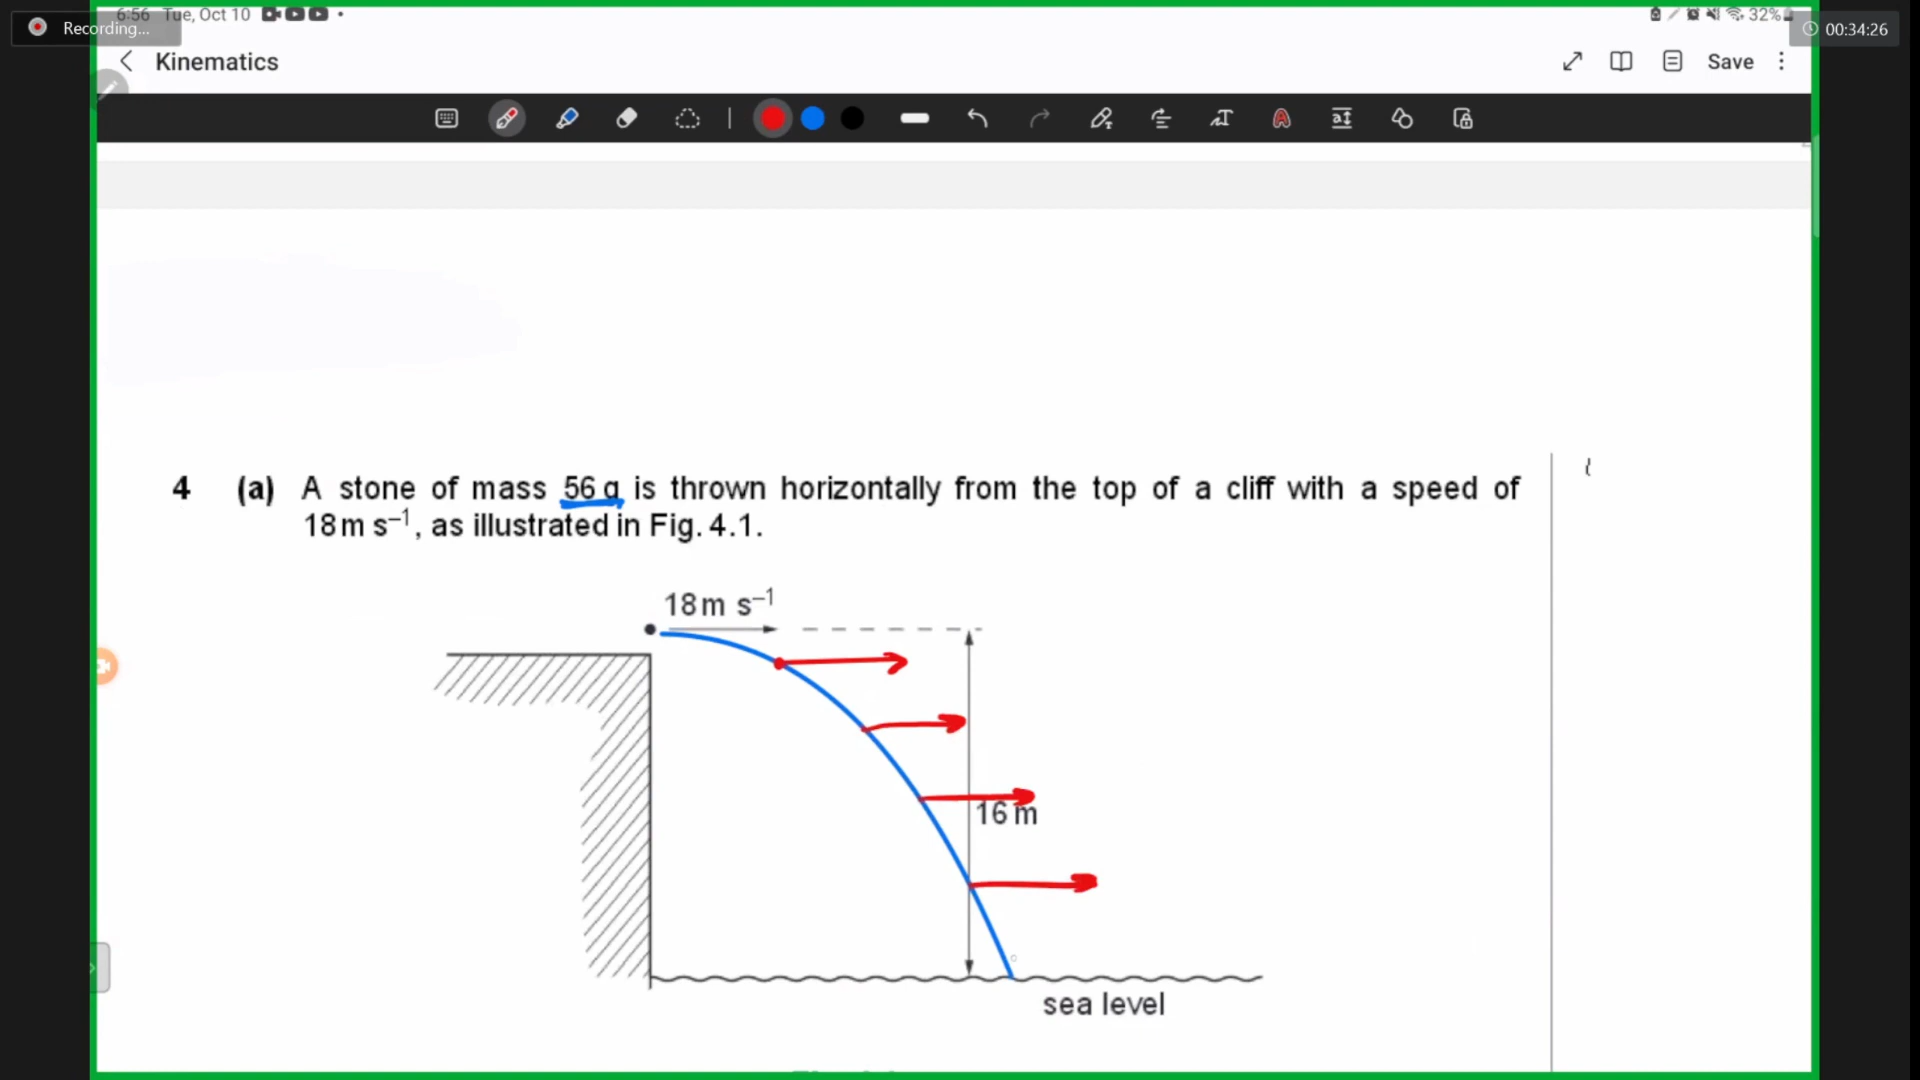 6:56 Tue, Oct 10
32%
Recording...
00:34:26
Kinematics
Save
4 (a) A stone of mass 56 g is thrown horizontally from the top of a cliff with a speed of
18 m s⁻¹, as illustrated in Fig. 4.1.
18 m s⁻¹
16 m
sea level